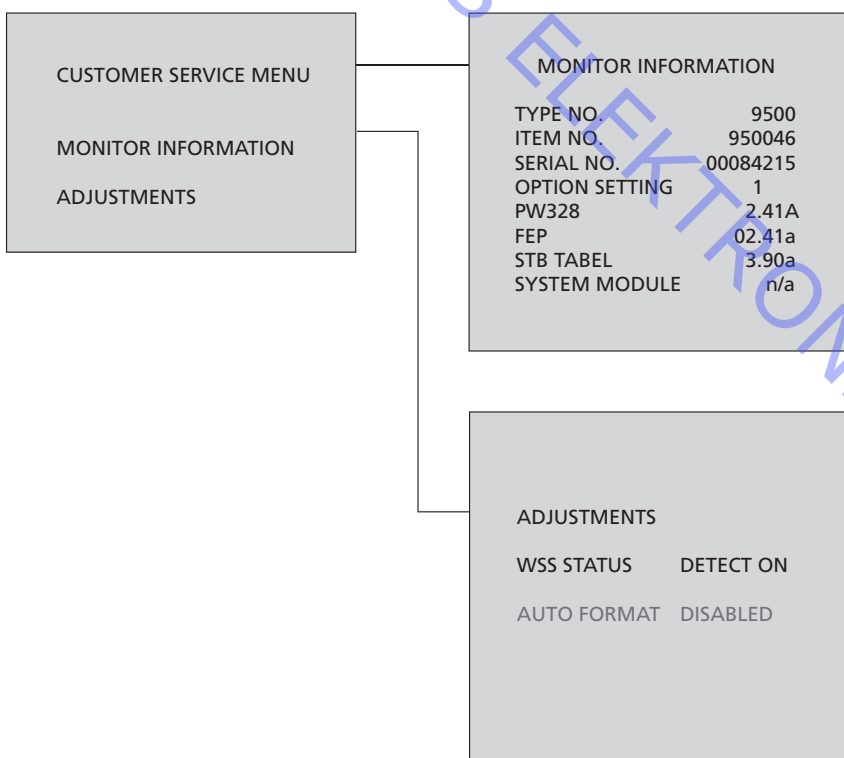 CUSTOMER SERVICE MENU
MONITOR INFORMATION
ADJUSTMENTS
MONITOR INFORMATION
TYPE NO. 9500
ITEM NO. 950046
SERIAL NO. 00084215
OPTION SETTING 1
PW328 2.41A
FEP 02.41a
STB TABEL 3.90a
SYSTEM MODULE n/a
ADJUSTMENTS
WSS STATUS DETECT ON
AUTO FORMAT DISABLED